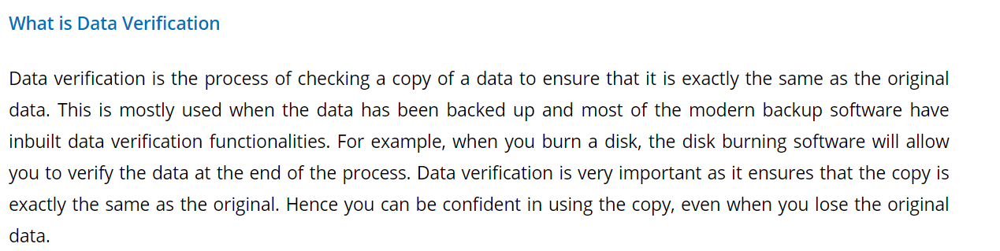 What is Data Verification
Data verification is the process of checking a copy of a data to ensure that it is exactly the same as the original
data. This is mostly used when the data has been backed up and most of the modern backup software have
inbuilt data verification functionalities. For example, when you burn a disk, the disk burning software will allow
you to verify the data at the end of the process. Data verification is very important as it ensures that the copy is
exactly the same as the original. Hence you can be confident in using the copy, even when you lose the original
data.